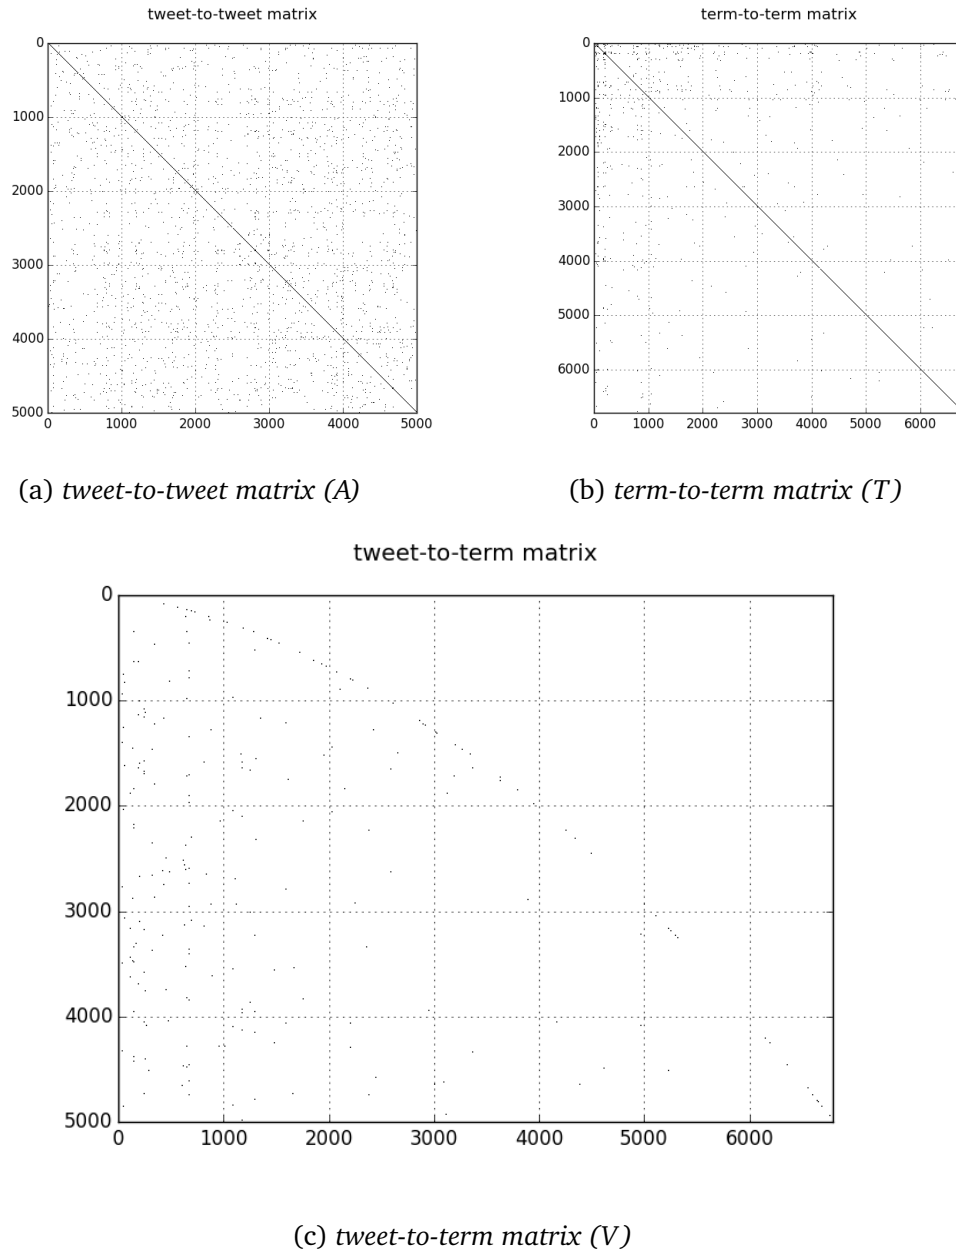 tweet-to-tweet matrix
0
1000
2000
3000
4000
5000
0 1000 2000 3000 4000 5000
(a) tweet-to-tweet matrix (A)
term-to-term matrix
0
1000
2000
3000
4000
5000
6000
0 1000 2000 3000 4000 5000 6000
(b) term-to-term matrix (T)
tweet-to-term matrix
0
1000
2000
3000
4000
5000
0 1000 2000 3000 4000 5000 6000
(c) tweet-to-term matrix (V)